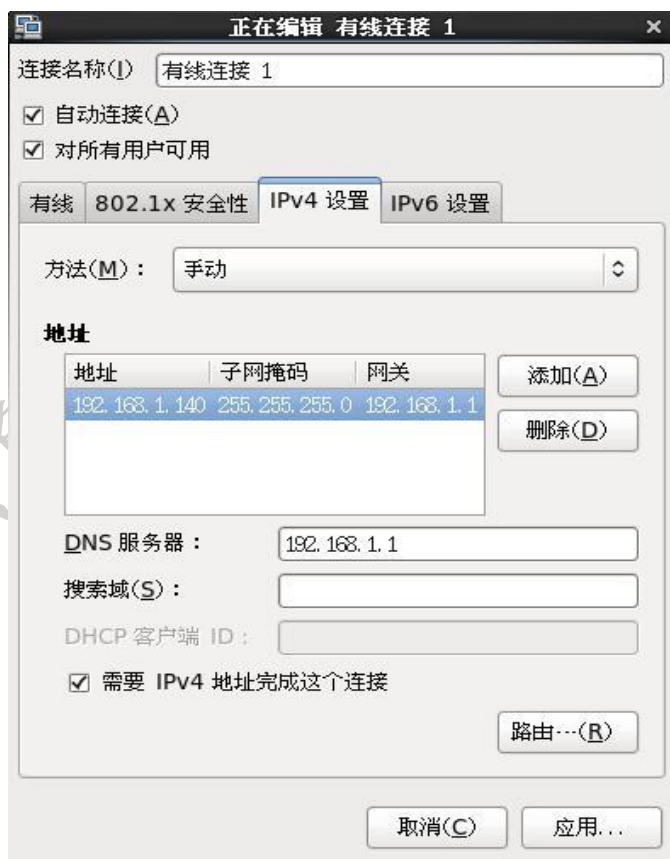 正在编辑 有线连接 1
连接名称(I) 有线连接 1
自动连接(A)
对所有用户可用
有线 802.1x 安全性 IPv4 设置 IPv6 设置
方法(M)： 手动
地址
地址 子网掩码 网关
192.168.1.140 255.255.255.0 192.168.1.1
添加(A)
删除(D)
DNS 服务器： 192.168.1.1
搜索域(S)：
DHCP 客户端 ID：
需要 IPv4 地址完成这个连接
路由…(R)
取消(C) 应用...